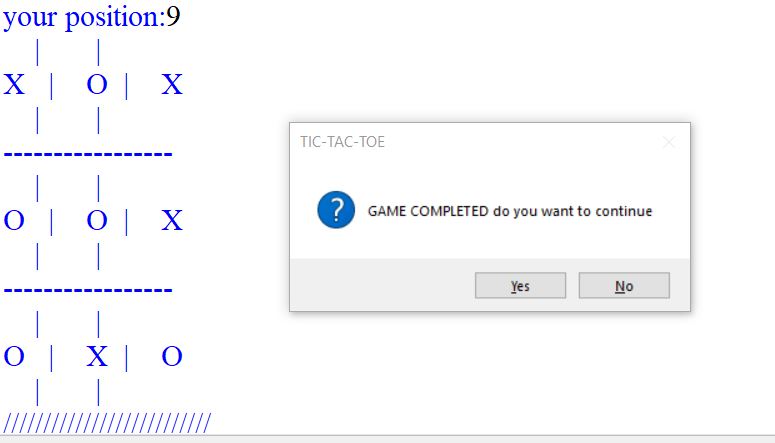 your position:9
| |
X | O | X
| |
-----------------
| |
O | O | X
| |
-----------------
| |
O | X | O
| |
//////////////////////////
TIC-TAC-TOE
GAME COMPLETED do you want to continue
Yes
No